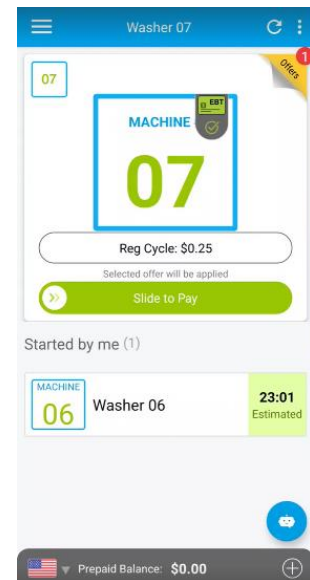 Washer 07
1
Offers
07
EBT
MACHINE
07
Reg Cycle: $0.25
Selected offer will be applied
Slide to Pay
Started by me (1)
MACHINE
06
Washer 06
23:01
Estimated
Prepaid Balance: $0.00